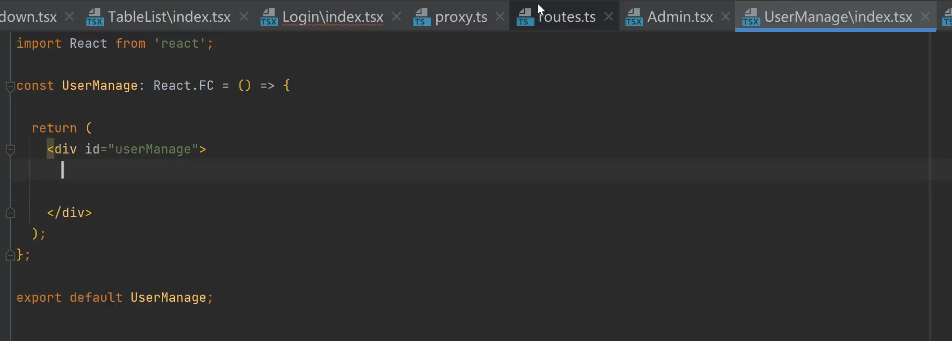 down.tsx TableList\index.tsx Login\index.tsx proxy.ts routes.ts Admin.tsx UserManage\index.tsx
TSX TSX TS TS TSX TSX
import React from 'react';
const UserManage: React.FC = () => {
return (
<div id="userManage">
</div>
);
};
export default UserManage;